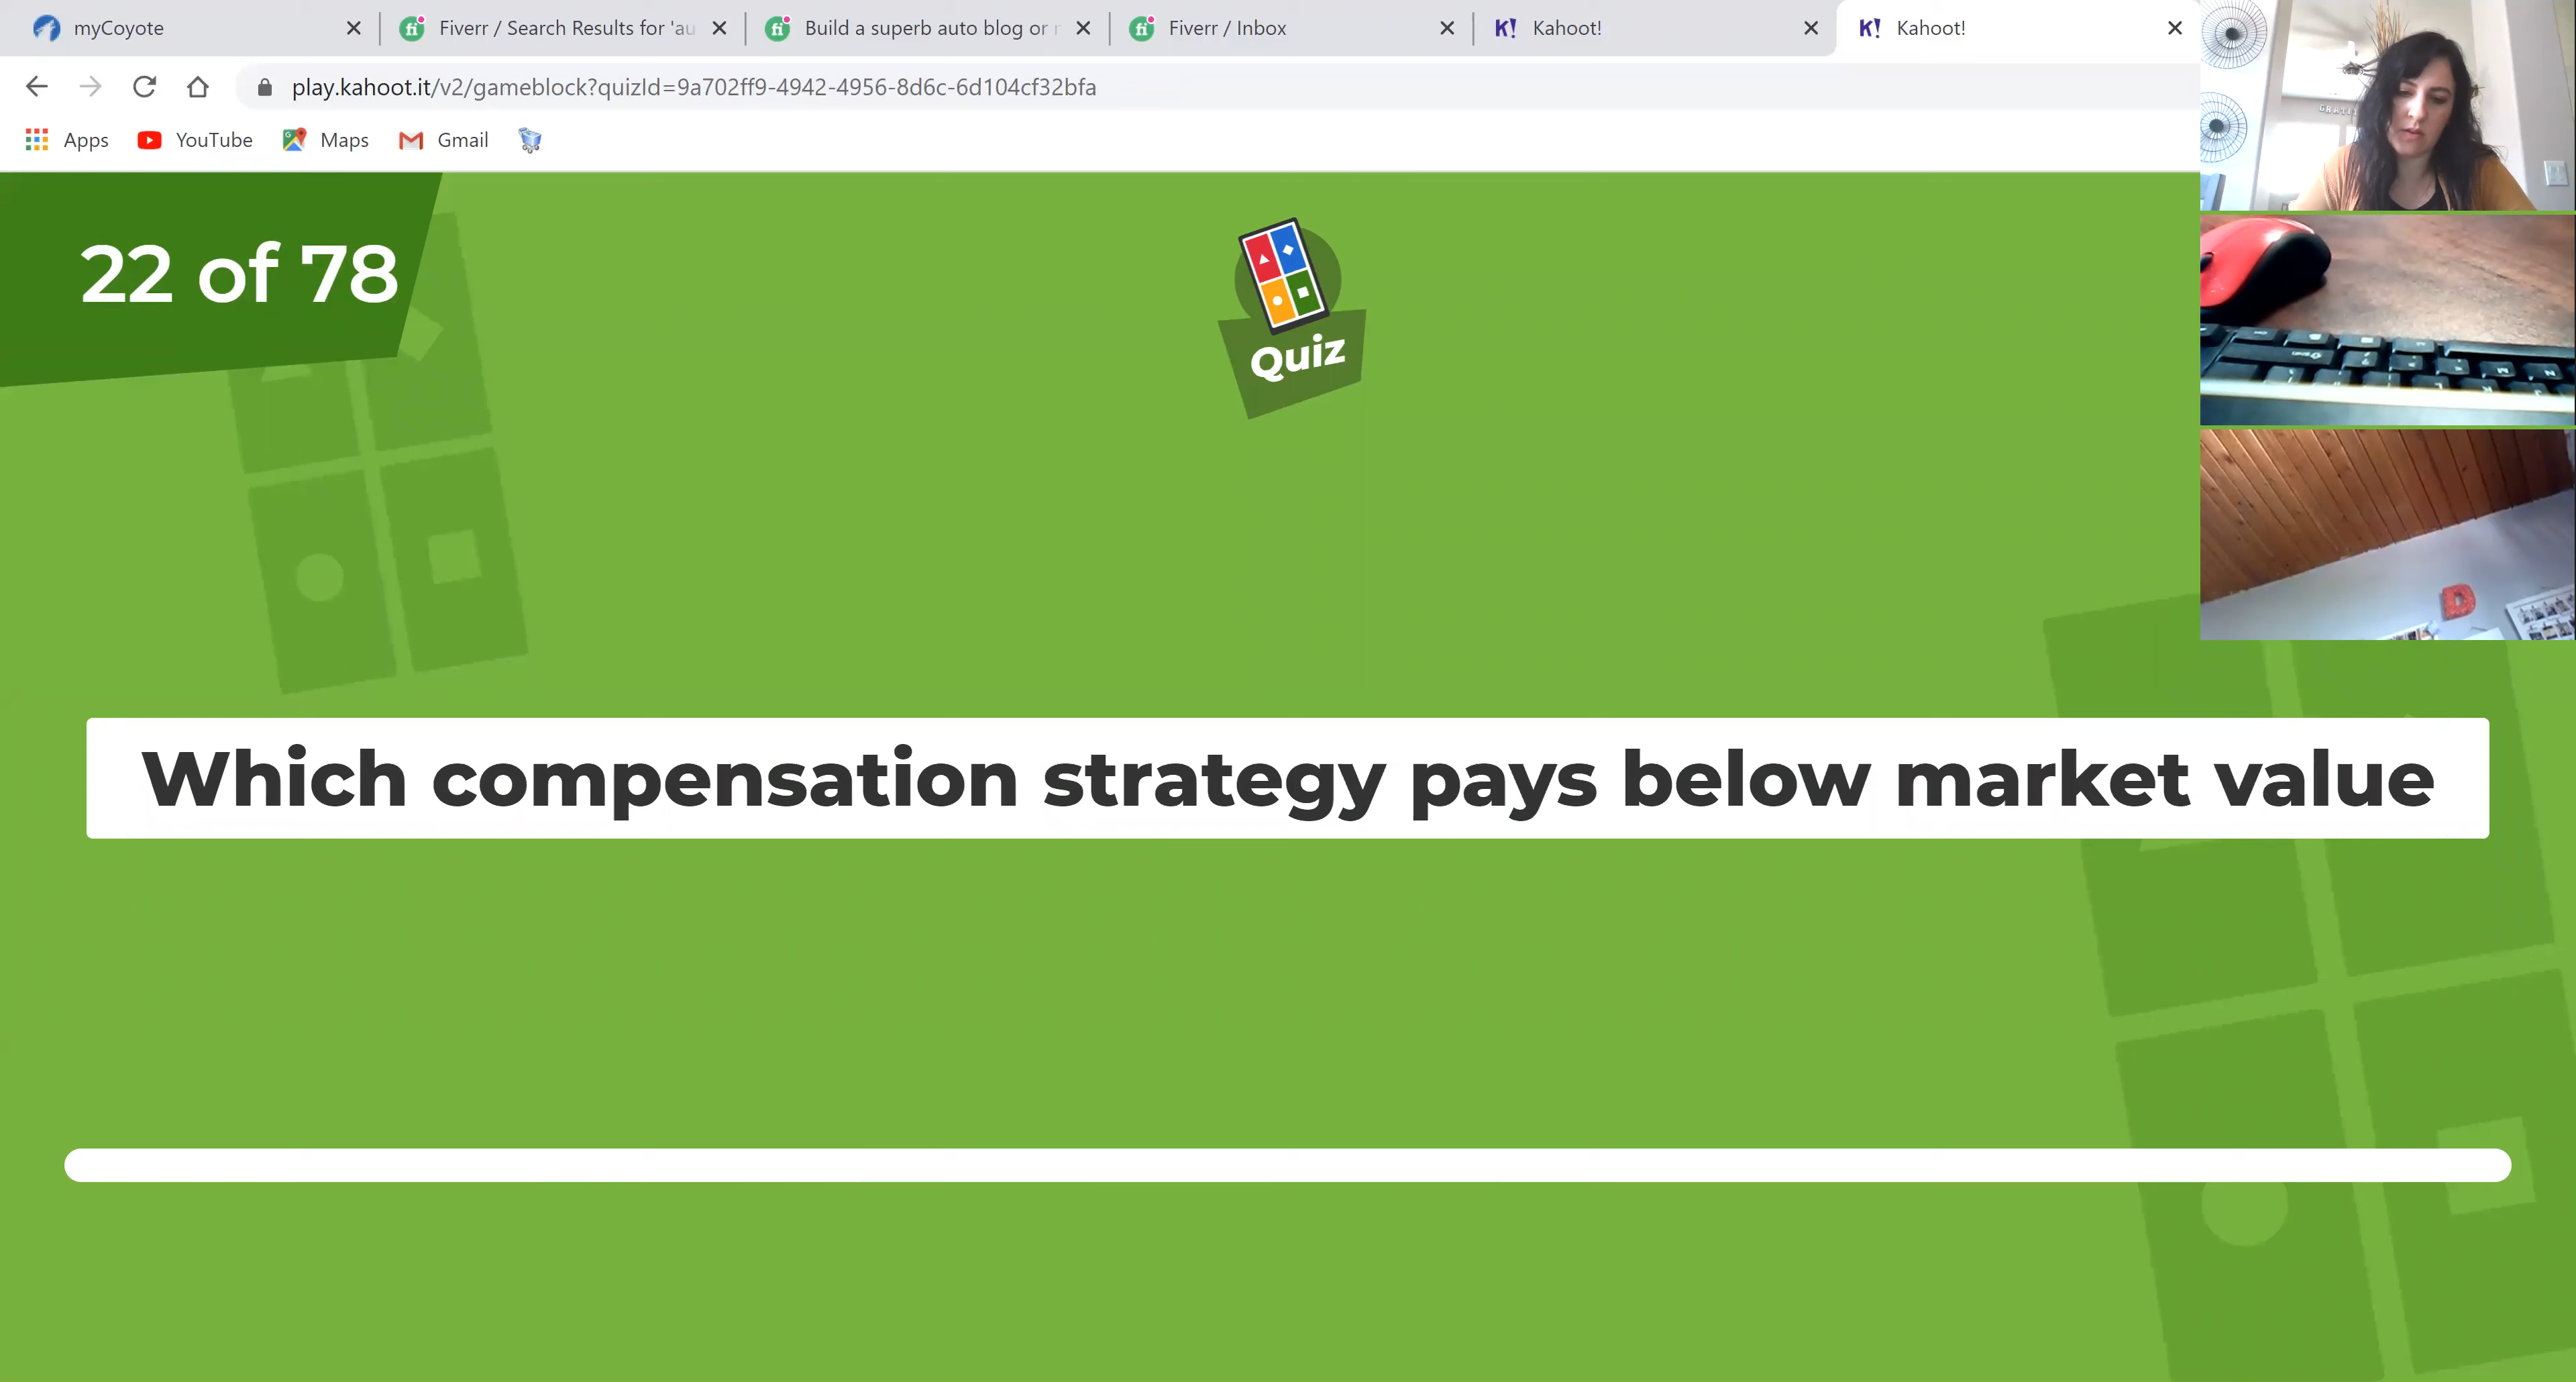 myCoyote
Fiverr / Search Results for 'au
Build a superb auto blog or
Fiverr / Inbox
K! Kahoot!
K! Kahoot!
play.kahoot.it/v2/gameblock?quizId=9a702ff9-4942-4956-8d6c-6d104cf32bfa
Apps
YouTube
Maps
Gmail
22 of 78
Quiz
Which compensation strategy pays below market value
D